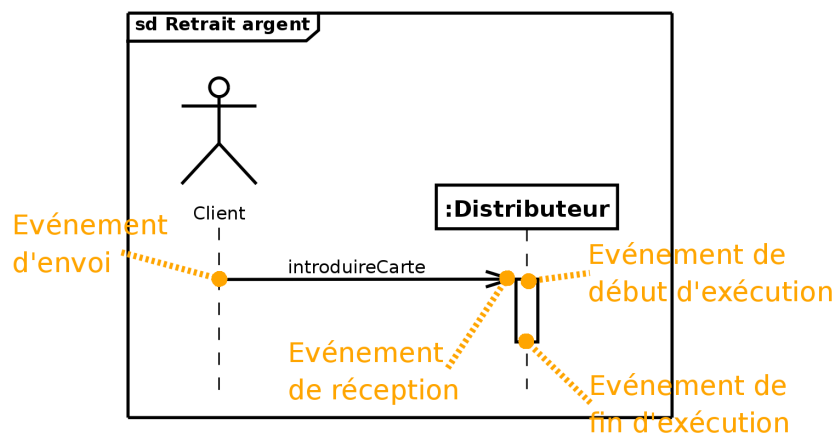 sd Retrait argent
Client
:Distributeur
Evénement
d'envoi
introduireCarte
Evénement de
début d'exécution
Evénement
de réception
Evénement de
fin d'exécution